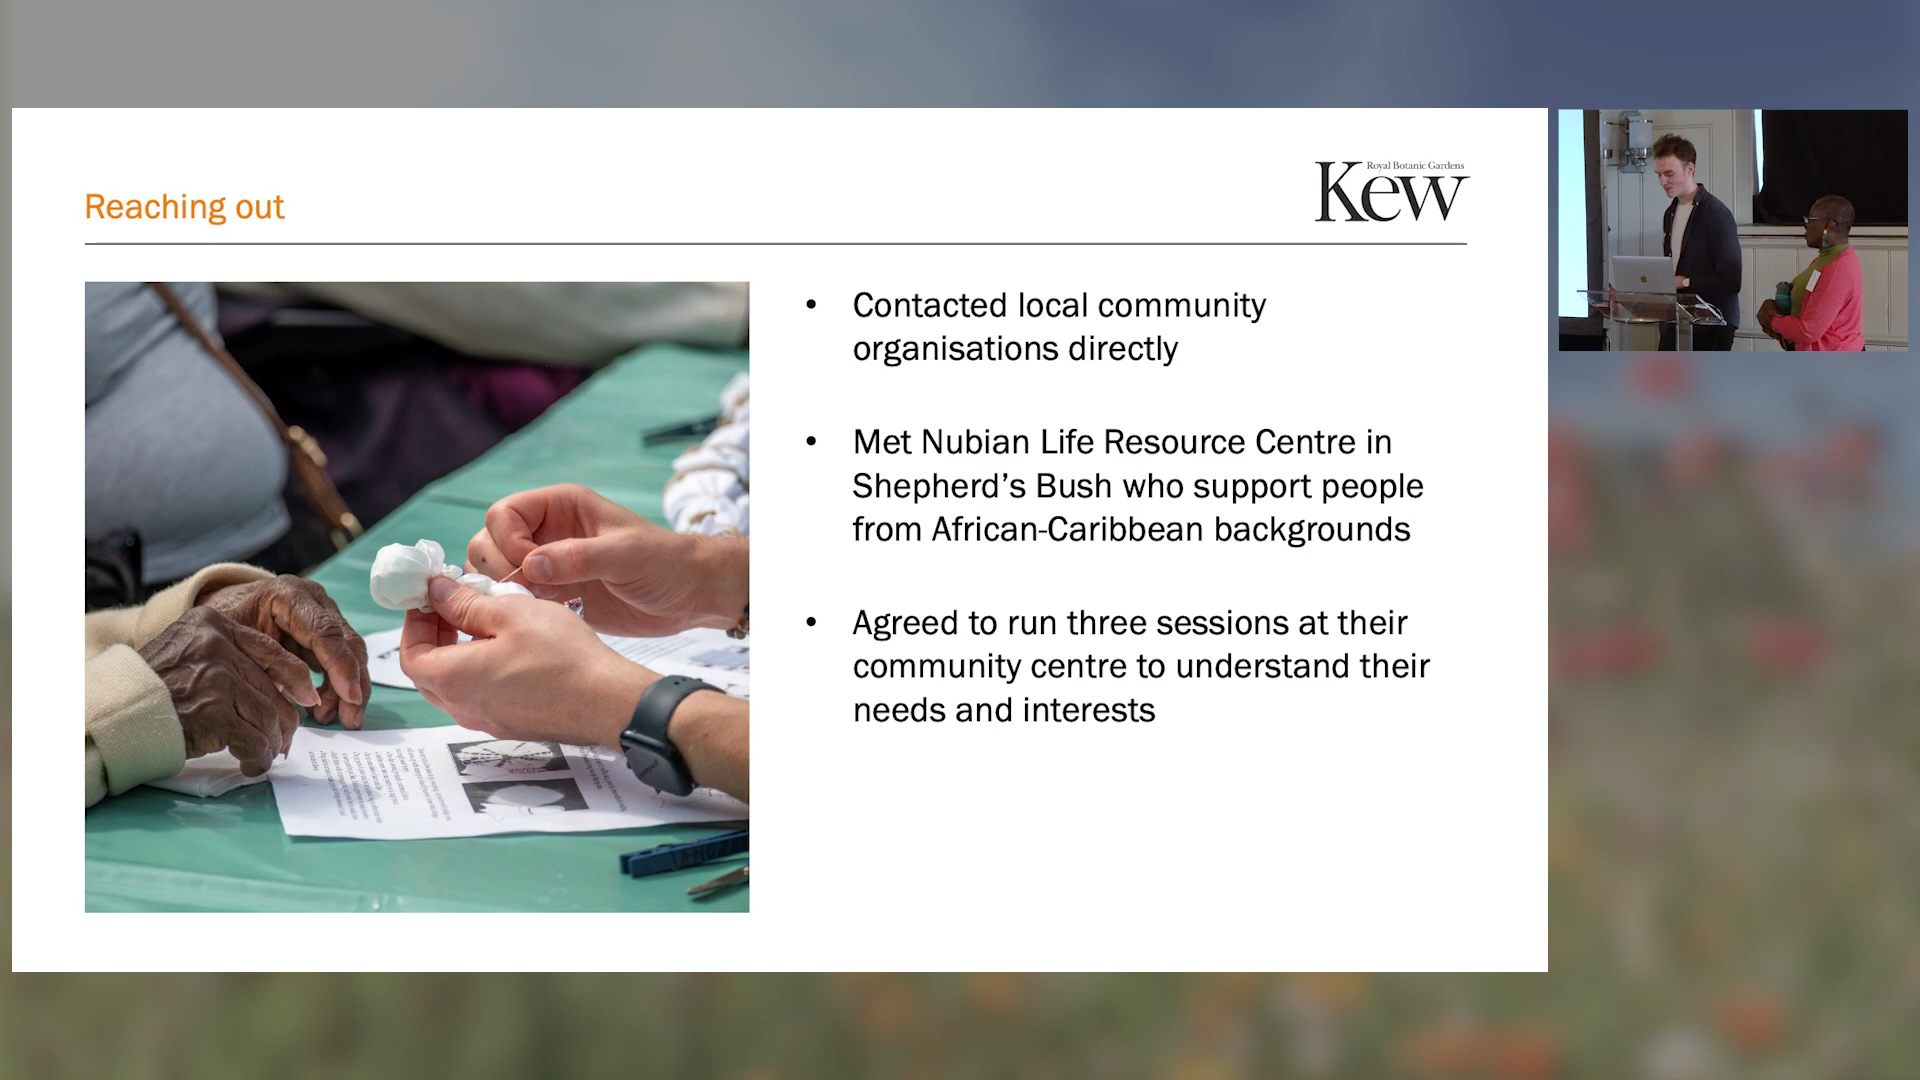 Reaching out
Royal Botanic Gardens
Kew
• Contacted local community
organisations directly
• Met Nubian Life Resource Centre in
Shepherd’s Bush who support people
from African-Caribbean backgrounds
• Agreed to run three sessions at their
community centre to understand their
needs and interests